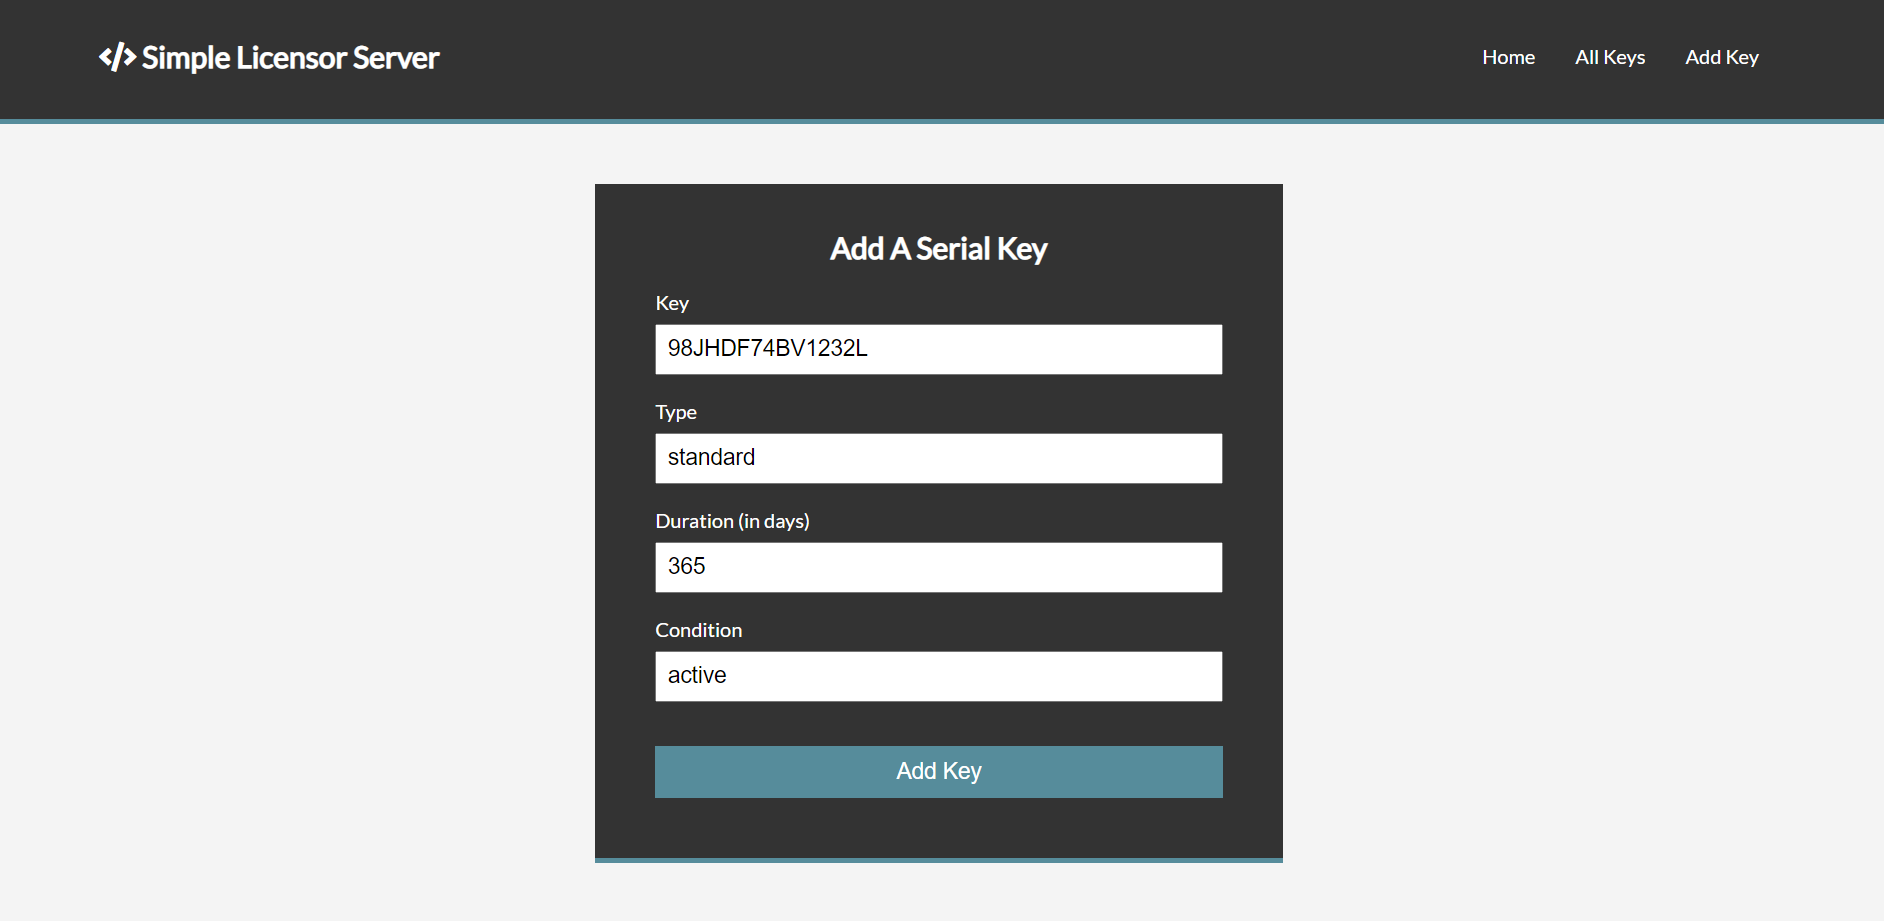 Simple Licensor Server
Home All Keys Add Key
Add A Serial Key
Key
98JHDF74BV1232L
Type
standard
Duration (in days)
365
Condition
active
Add Key